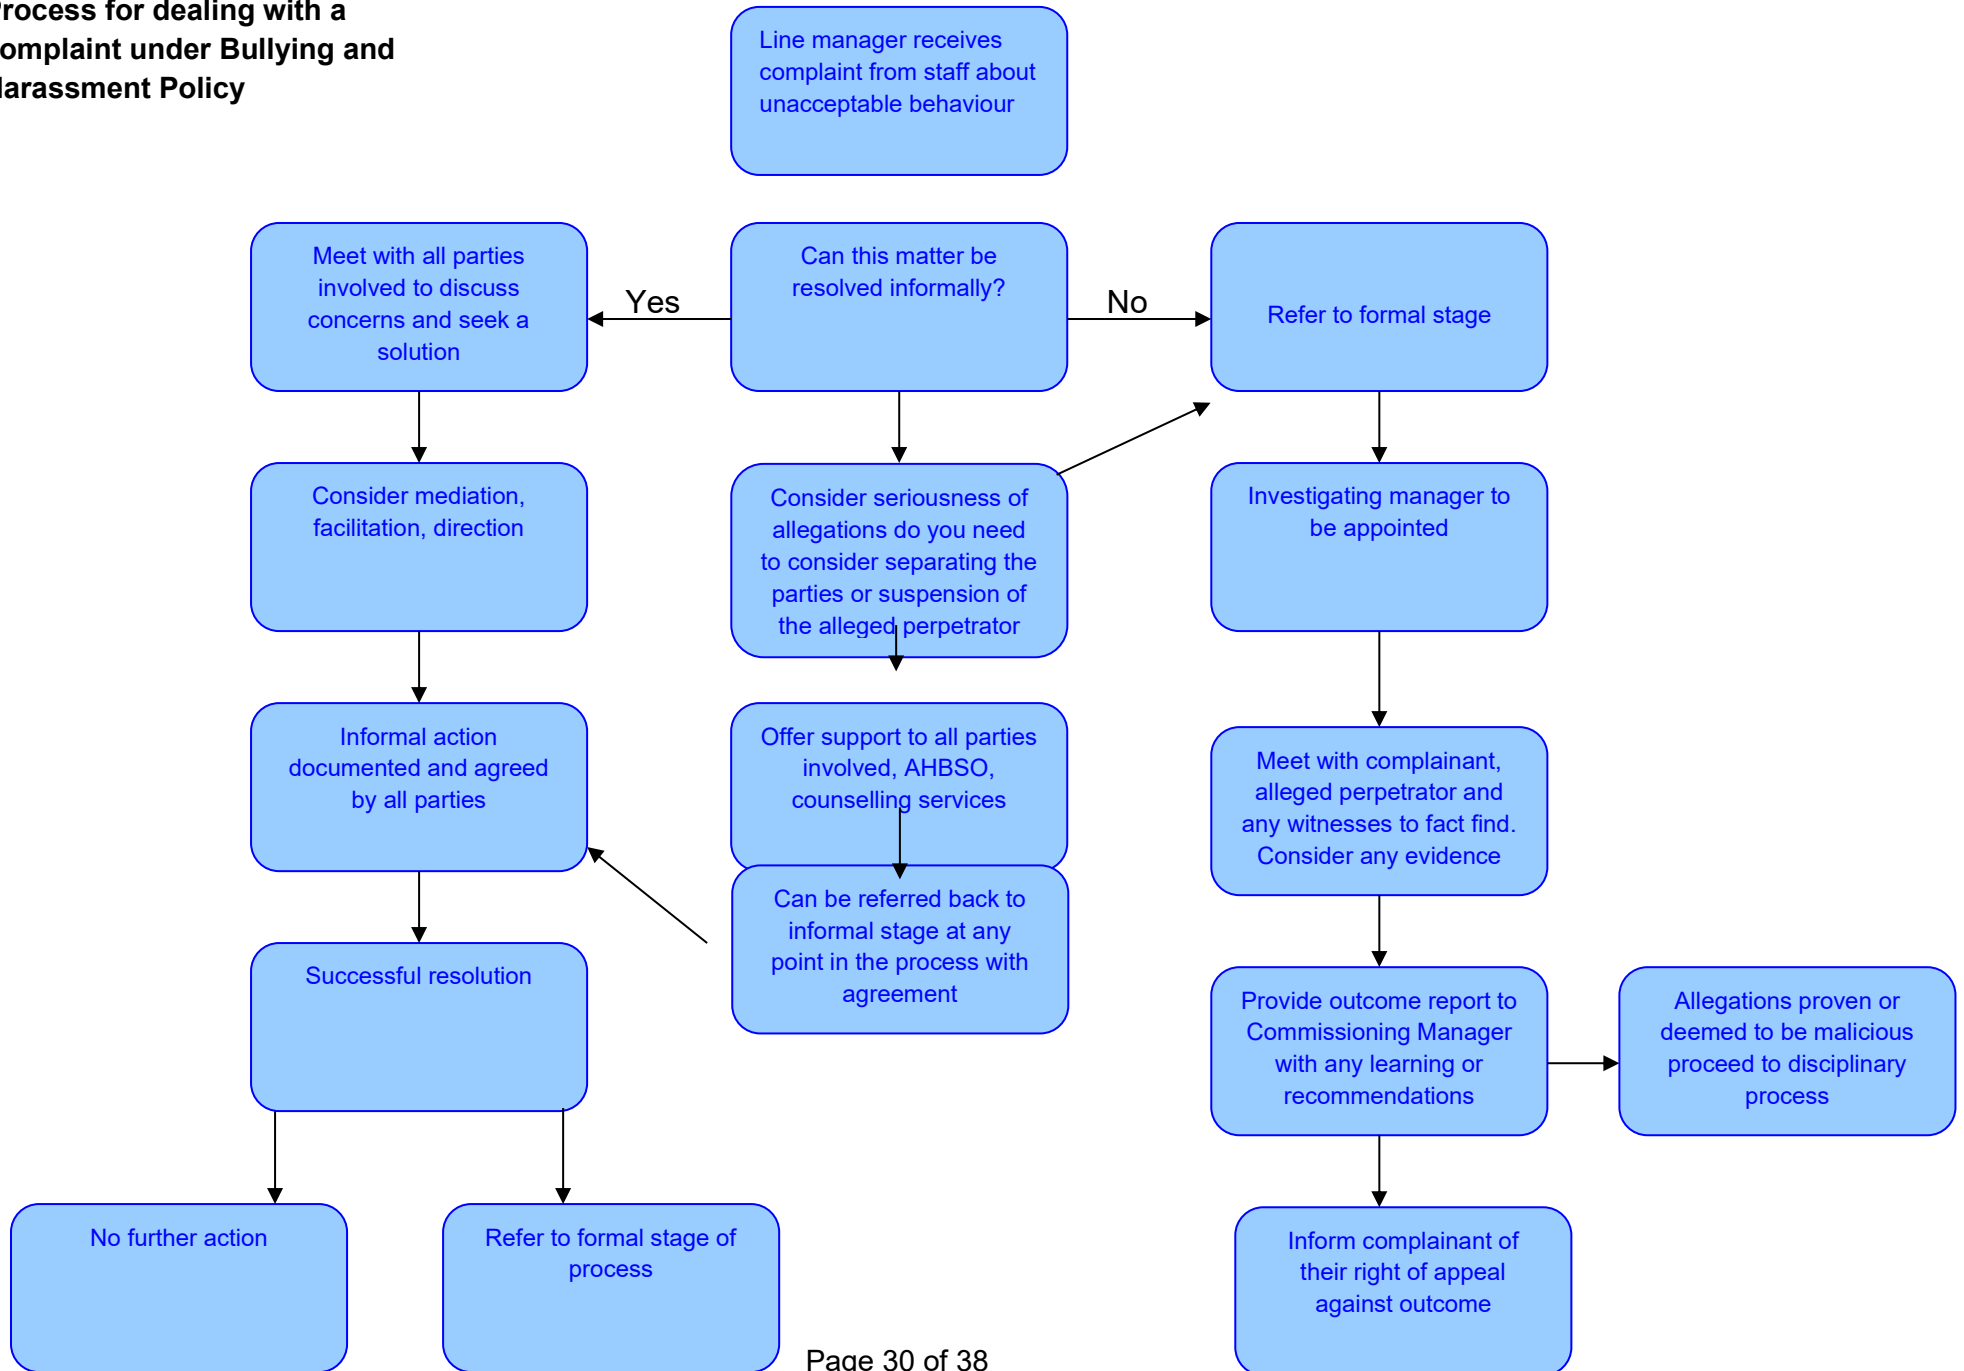 Process for dealing with a
complaint under Bullying and
Harassment Policy
Line manager receives
complaint from staff about
unacceptable behaviour
Meet with all parties
involved to discuss
concerns and seek a
solution
Yes
Can this matter be
resolved informally?
No
Refer to formal stage
Consider mediation,
facilitation, direction
Consider seriousness of
allegations do you need
to consider separating the
parties or suspension of
the alleged perpetrator
Investigating manager to
be appointed
Informal action
documented and agreed
by all parties
Offer support to all parties
involved, AHBSO,
counselling services
Meet with complainant,
alleged perpetrator and
any witnesses to fact find.
Consider any evidence
Can be referred back to
informal stage at any
point in the process with
agreement
Successful resolution
Provide outcome report to
Commissioning Manager
with any learning or
recommendations
Allegations proven or
deemed to be malicious
proceed to disciplinary
process
No further action
Refer to formal stage of
process
Inform complainant of
their right of appeal
against outcome
Page 30 of 38